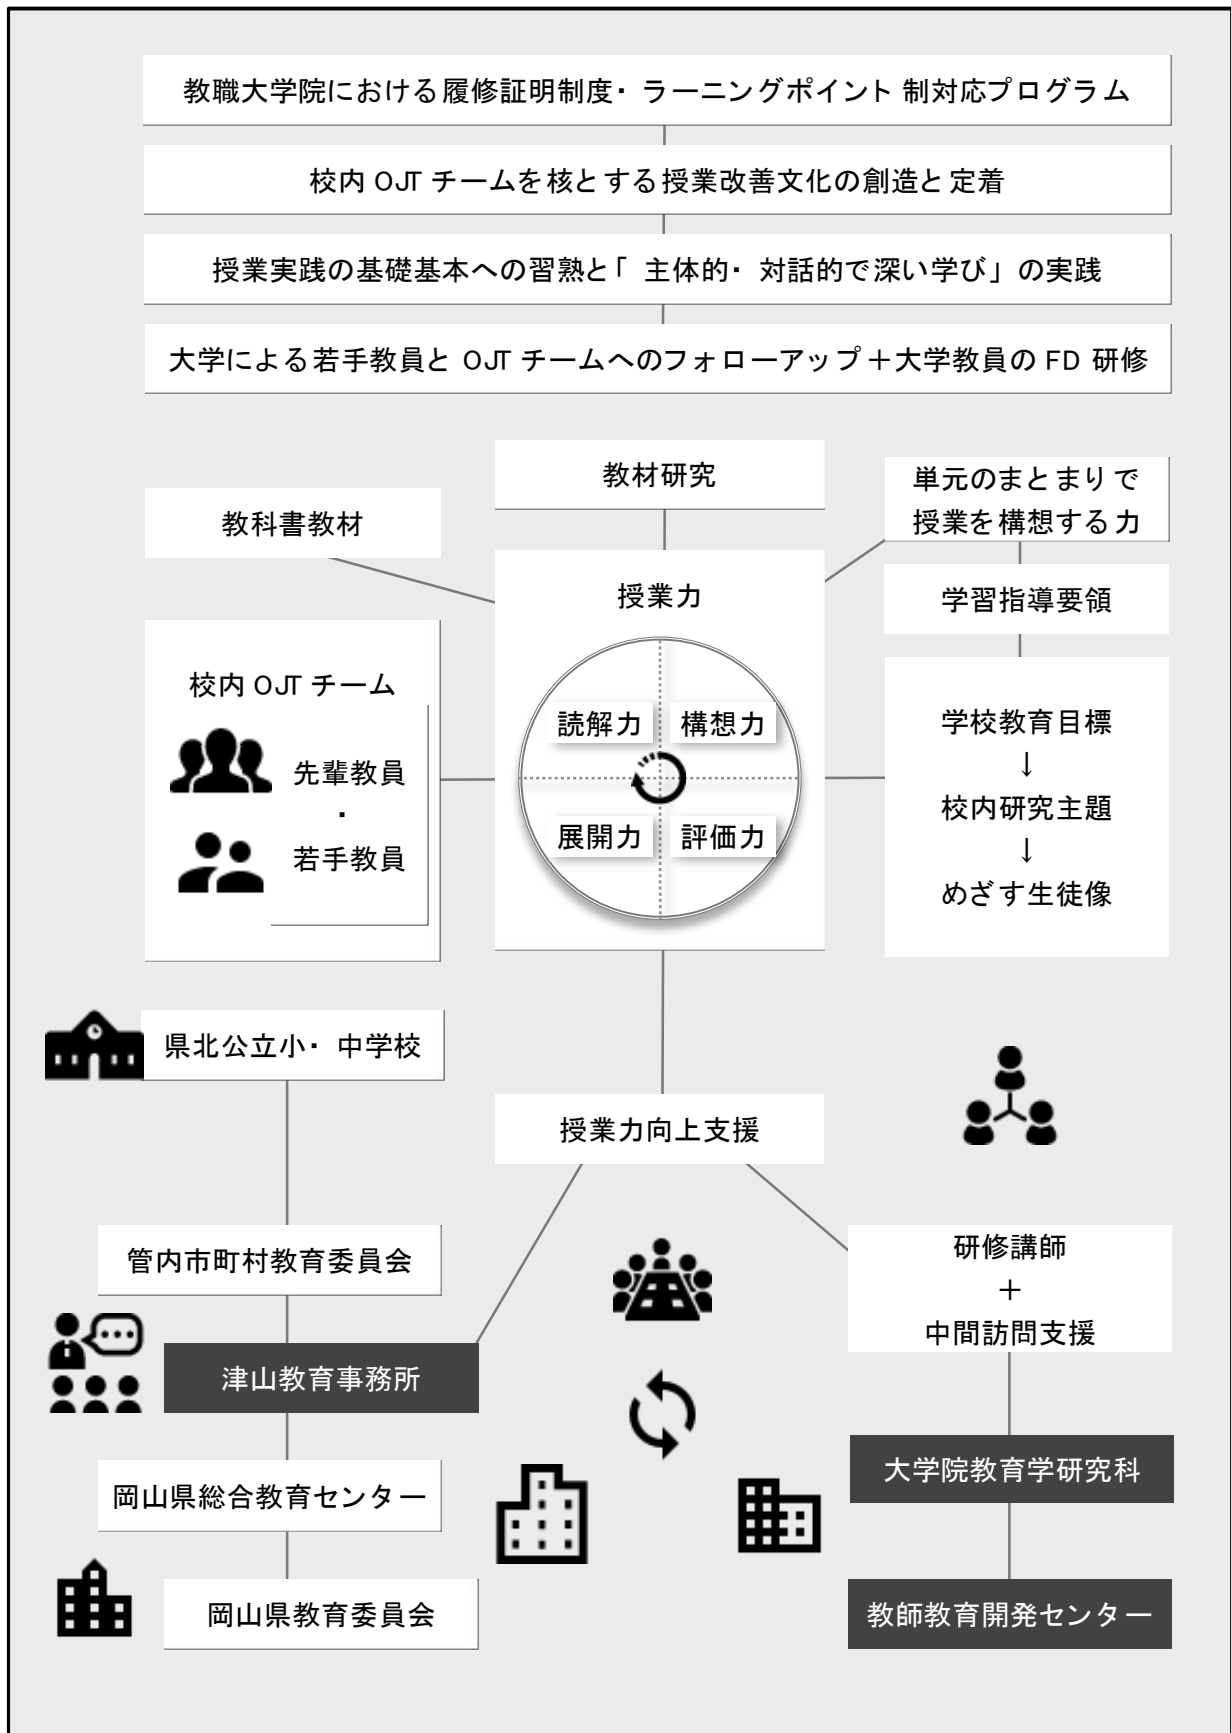 教職大学院における履修証明制度・ラーニングポイント制対応プログラム
校内OJTチームを核とする授業改善文化の創造と定着
授業実践の基礎基本への習熟と「主体的・対話的で深い学び」の実践
大学による若手教員とOJTチームへのフォローアップ＋大学教員のFD研修
教材研究
教科書教材
単元のまとまりで
授業を構想する力
学習指導要領
授業力
読解力
構想力
展開力
評価力
校内OJTチーム
先輩教員
・
若手教員
学校教育目標
↓
校内研究主題
↓
めざす生徒像
県北公立小・中学校
授業力向上支援
管内市町村教育委員会
津山教育事務所
岡山県総合教育センター
岡山県教育委員会
研修講師
＋
中間訪問支援
大学院教育学研究科
教師教育開発センター